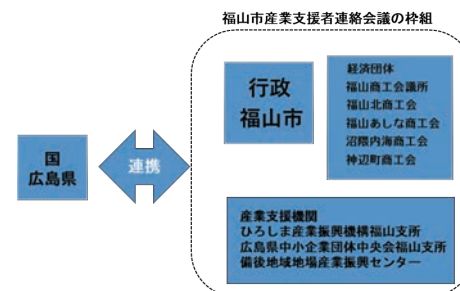 福山市産業支援者連絡会議の枠組
行政
福山市
経済団体
福山商工会議所
福山北商工会
福山あしな商工会
沼隈内海商工会
神辺町商工会
国
広島県
連携
産業支援機関
ひろしま産業振興機構福山支所
広島県中小企業団体中央会福山支所
備後地域地場産業振興センター